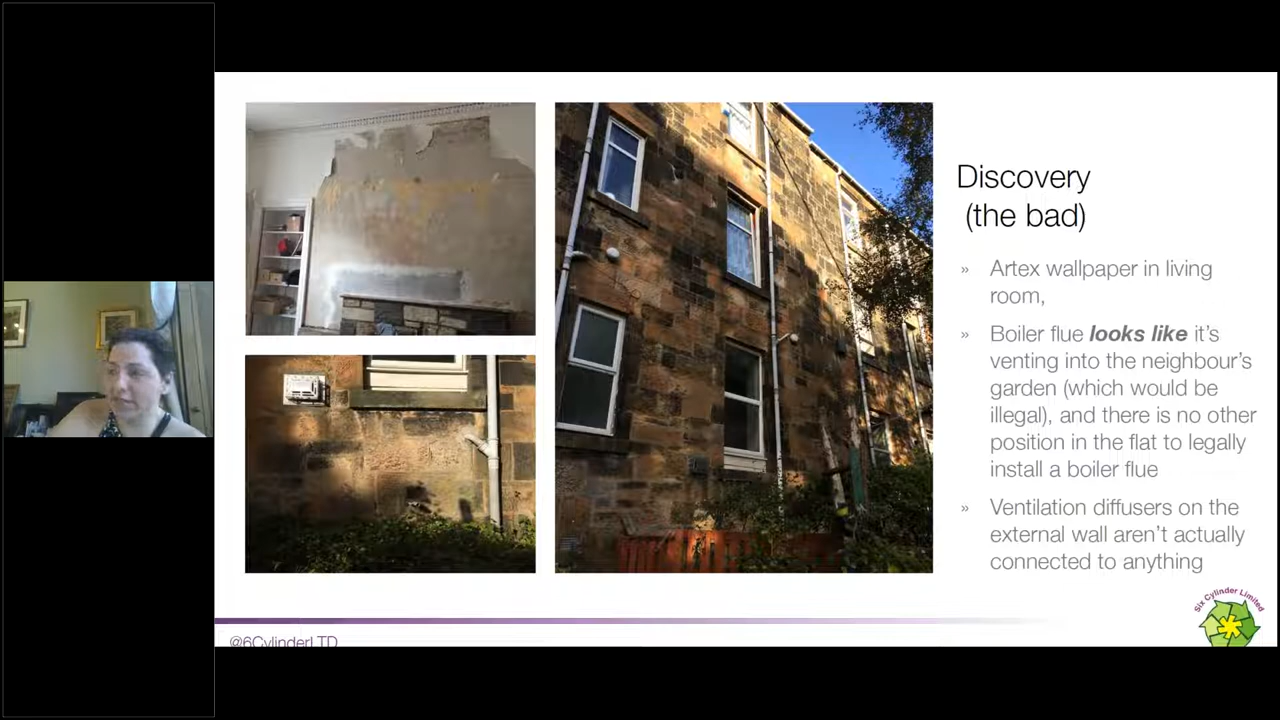 Discovery
(the bad)
» Artex wallpaper in living
room,
» Boiler flue looks like it's
venting into the neighbour's
garden (which would be
illegal), and there is no other
position in the flat to legally
install a boiler flue
» Ventilation diffusers on the
external wall aren't actually
connected to anything
Six Cylinder Limited
@6CylinderLTD